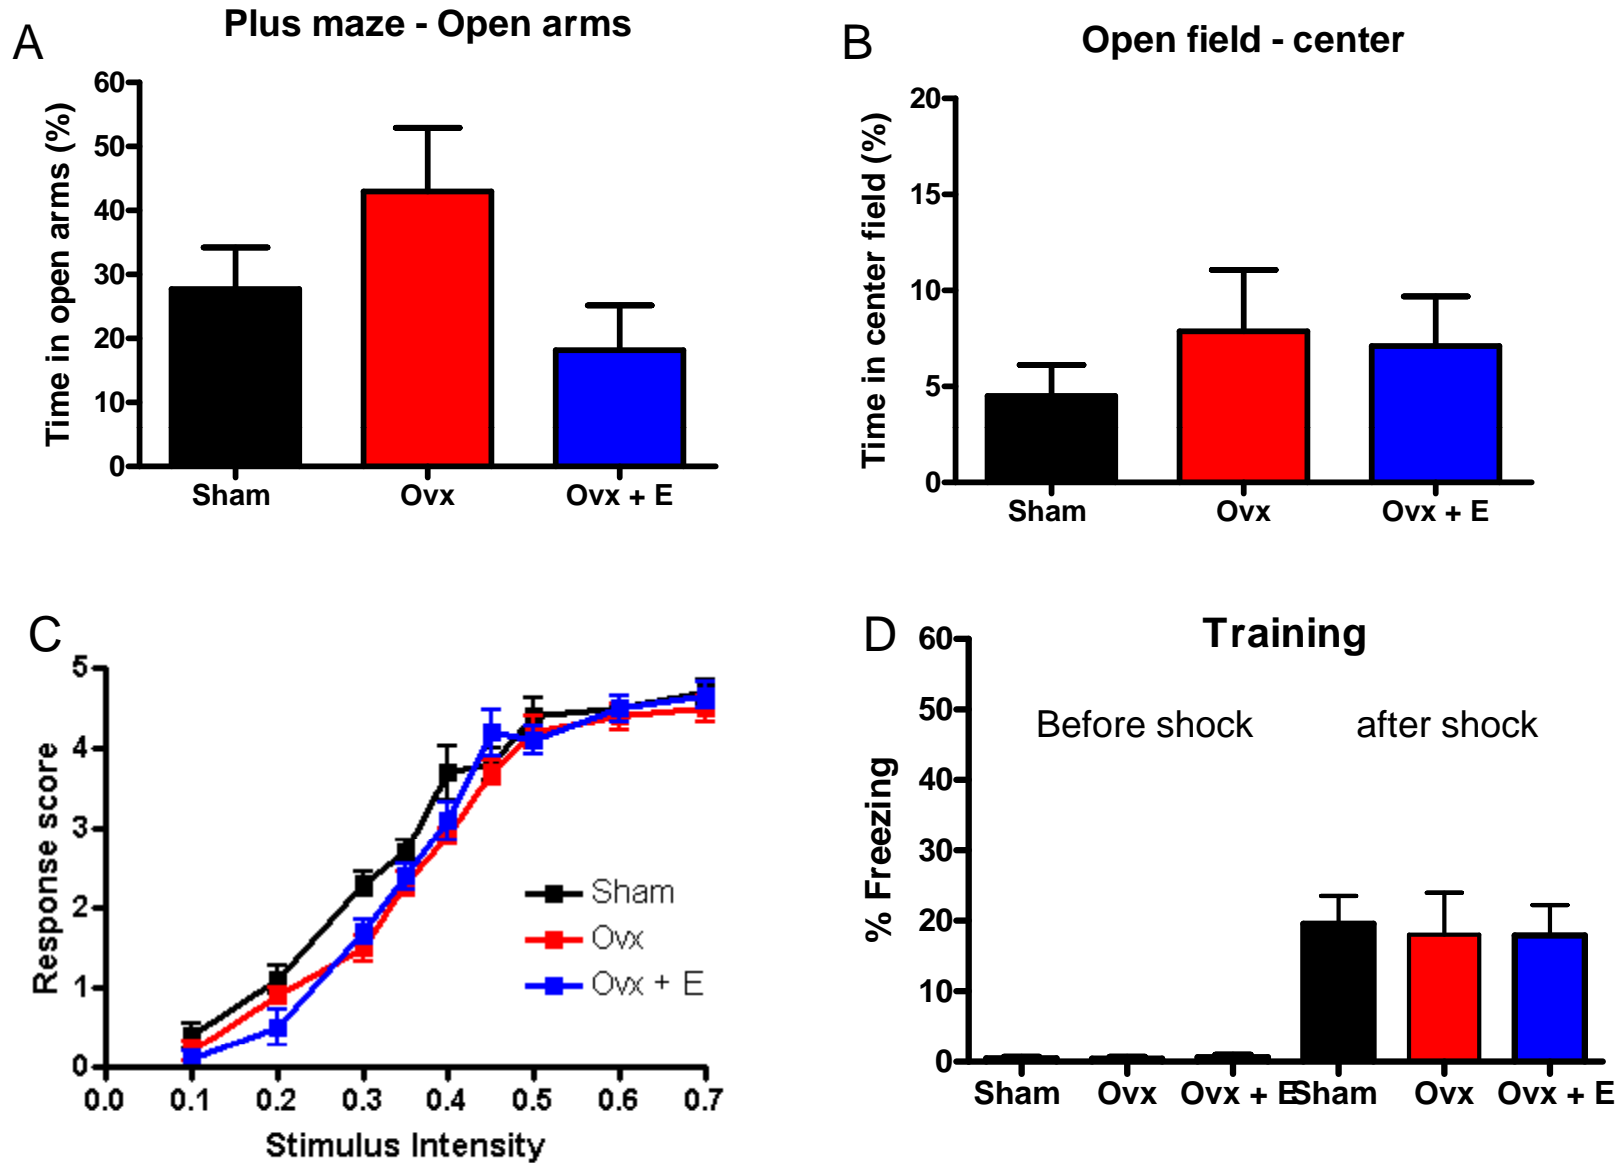 A
Plus maze - Open arms
Time in open arms (%)
60
50
40
30
20
10
0
Sham
Ovx
Ovx + E
B
Open field - center
Time in center field (%)
20
15
10
5
0
Sham
Ovx
Ovx + E
C
Response score
5
4
3
2
1
0
Sham
Ovx
Ovx + E
0.0 0.1 0.2 0.3 0.4 0.5 0.6 0.7
Stimulus Intensity
D
Training
% Freezing
60
50
40
30
20
10
0
Before shock
after shock
Sham
Ovx
Ovx + E
Sham
Ovx
Ovx + E